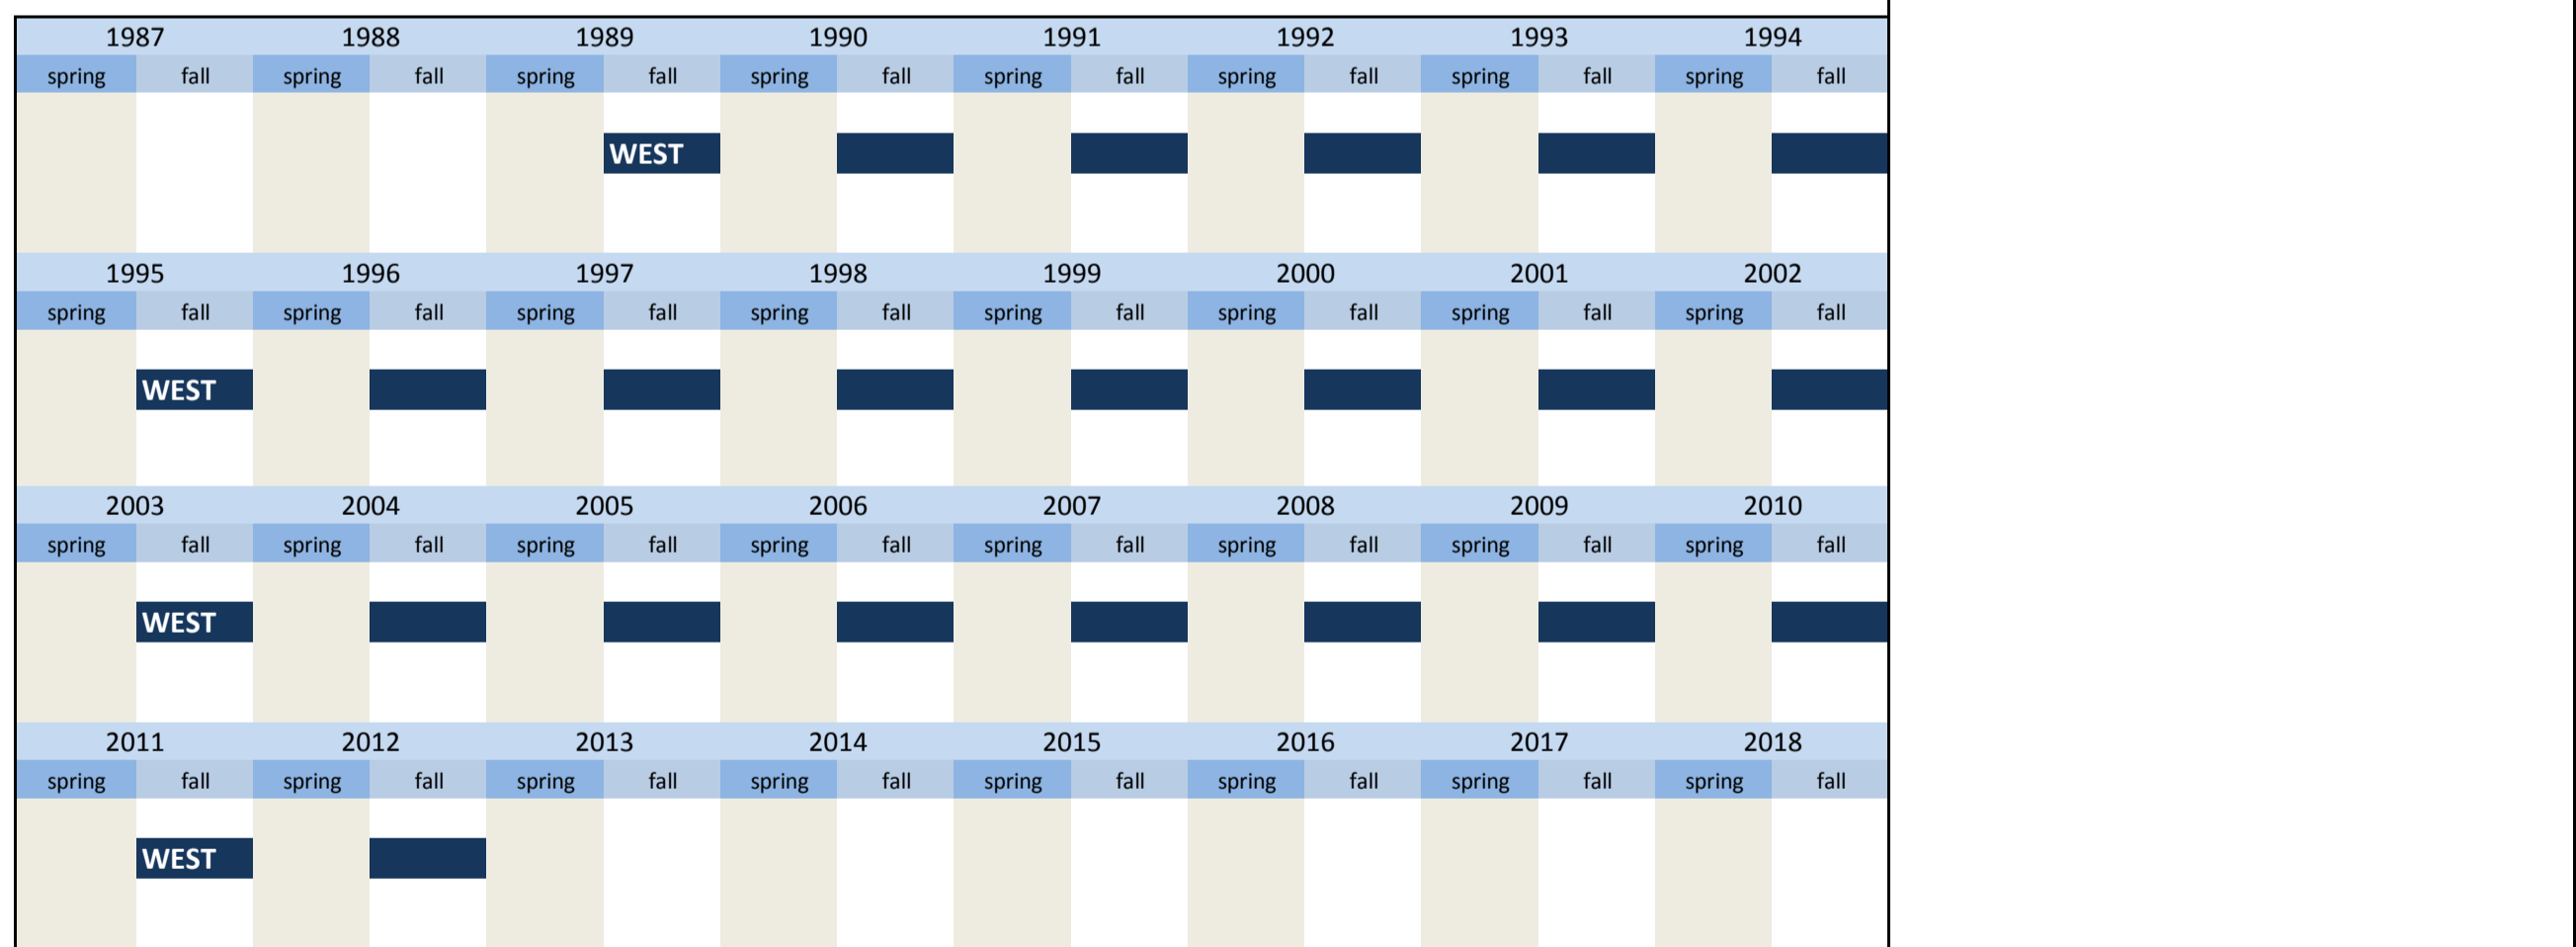 1987 1988 1989 1990 1991 1992 1993 1994
spring fall spring fall spring fall spring fall spring fall spring fall spring fall spring fall
WEST
1995 1996 1997 1998 1999 2000 2001 2002
spring fall spring fall spring fall spring fall spring fall spring fall spring fall spring fall
WEST
2003 2004 2005 2006 2007 2008 2009 2010
spring fall spring fall spring fall spring fall spring fall spring fall spring fall spring fall
WEST
2011 2012 2013 2014 2015 2016 2017 2018
spring fall spring fall spring fall spring fall spring fall spring fall spring fall spring fall
WEST